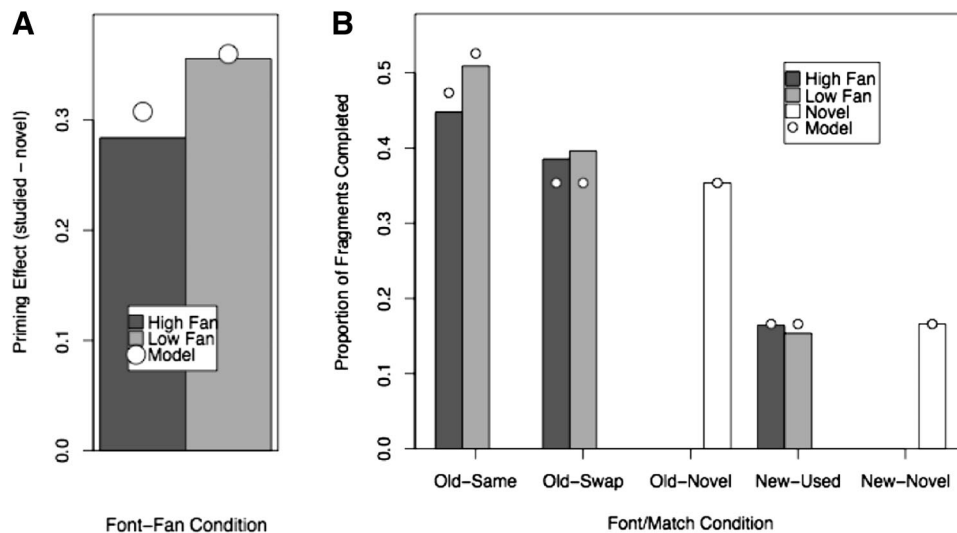 A
Priming Effect (studied − novel)
0.0
0.1
0.2
0.3
High Fan
Low Fan
Model
Font−Fan Condition
B
Proportion of Fragments Completed
0.0
0.1
0.2
0.3
0.4
0.5
High Fan
Low Fan
Novel
Model
Old−Same
Old−Swap
Old−Novel
New−Used
New−Novel
Font/Match Condition